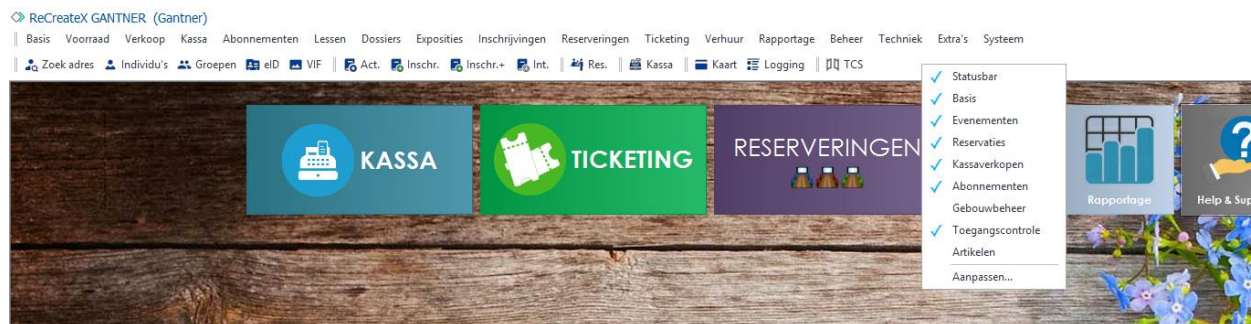 ReCreateX GANTNER (Gantner)
Basis Voorraad Verkoop Kassa Abonnementen Lessen Dossiers Exposities Inschrijvingen Reserveringen Ticketing Verhuur Rapportage Beheer Techniek Extra's Systeem
Zoek adres Individu's Groepen eID VIF Act. Inschr. Inschr.+ Int. Res. Kassa Kaart Logging TCS
KASSA
TICKETING
RESERVERINGEN
Statusbar
Basis
Evenementen
Reservaties
Kassaverkopen
Abonnementen
Gebouwbeheer
Toegangscontrole
Artikelen
Aanpassen...
Rapportage
Help & Sup